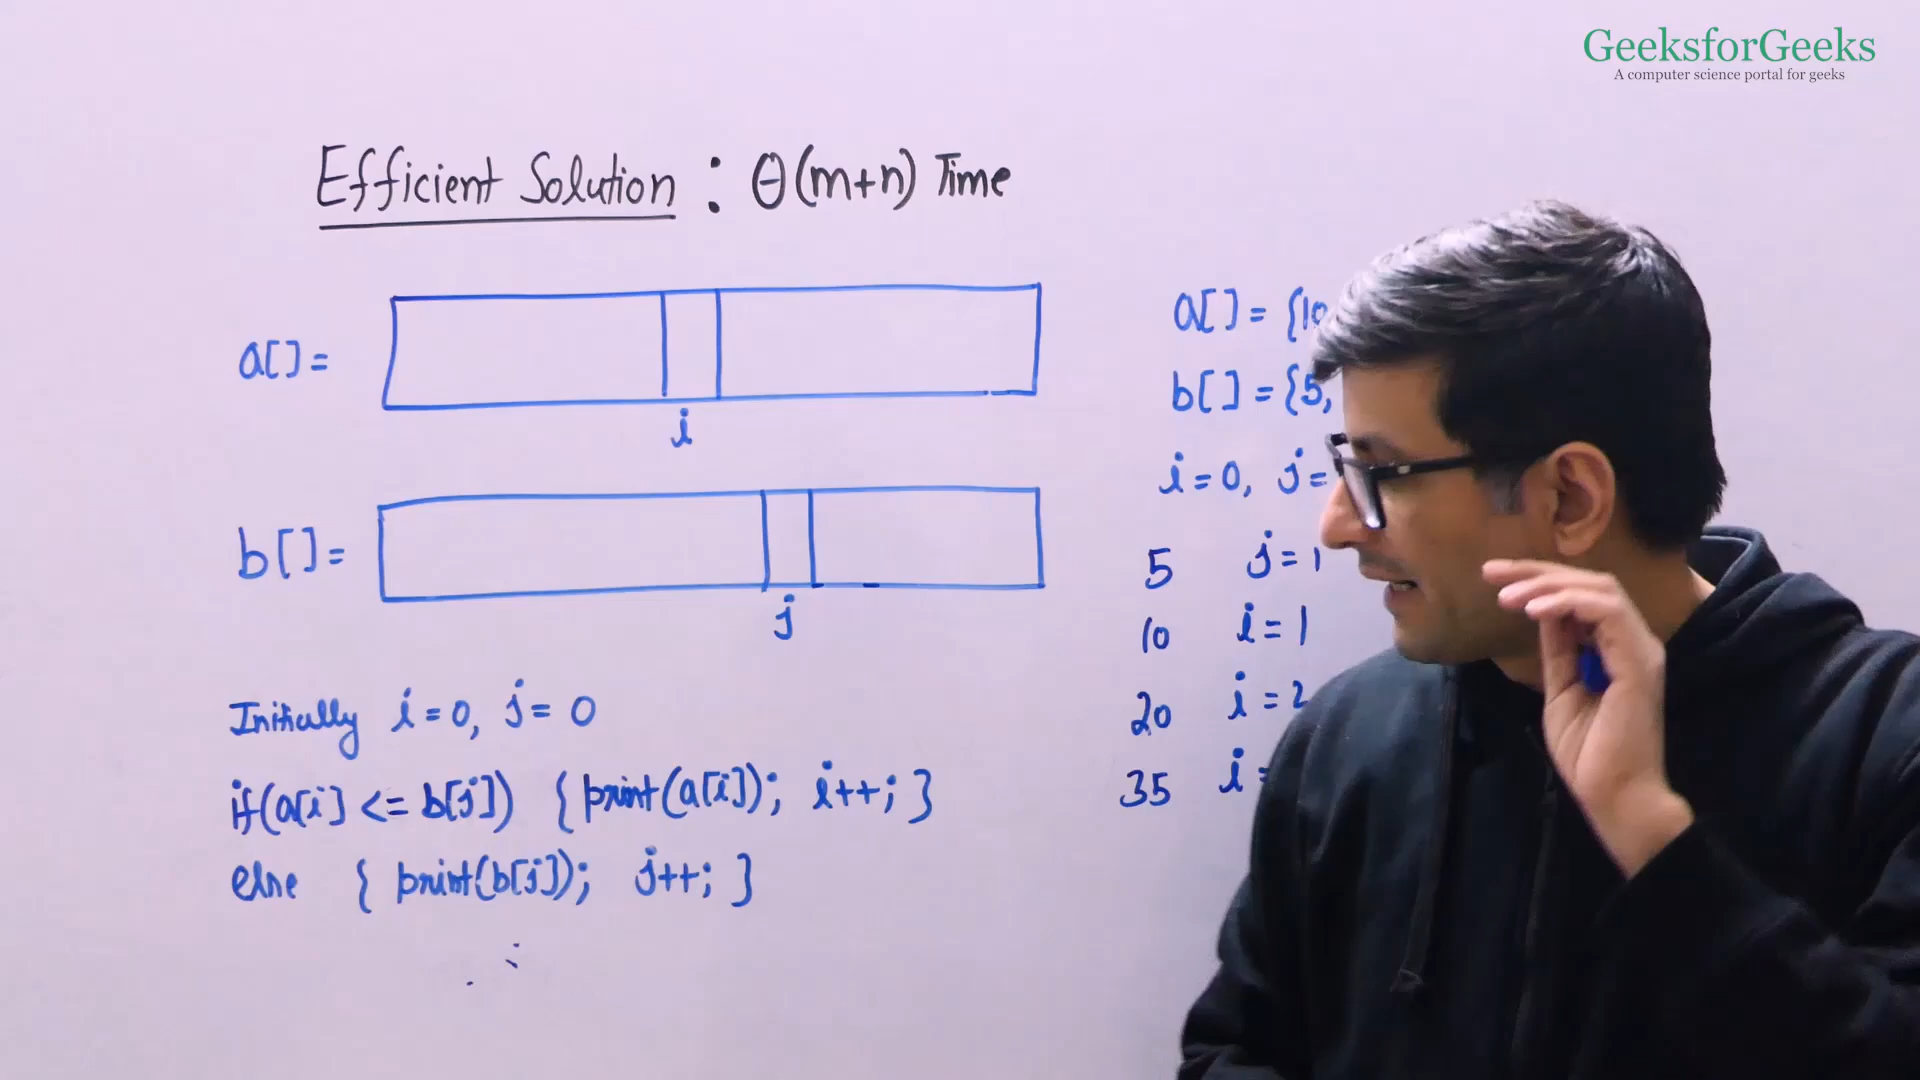 GeeksforGeeks
A computer science portal for geeks
Efficient Solution : θ(m+n) Time
a[] =
i
b[] =
j
Initially i=0, j=0
if(a[i] <= b[j]) { print(a[i]); i++; }
else { print(b[j]); j++; }
a[] = {10
b[] = {5,
i=0, j=
5 j=1
10 i=1
20 i=2
35 i=